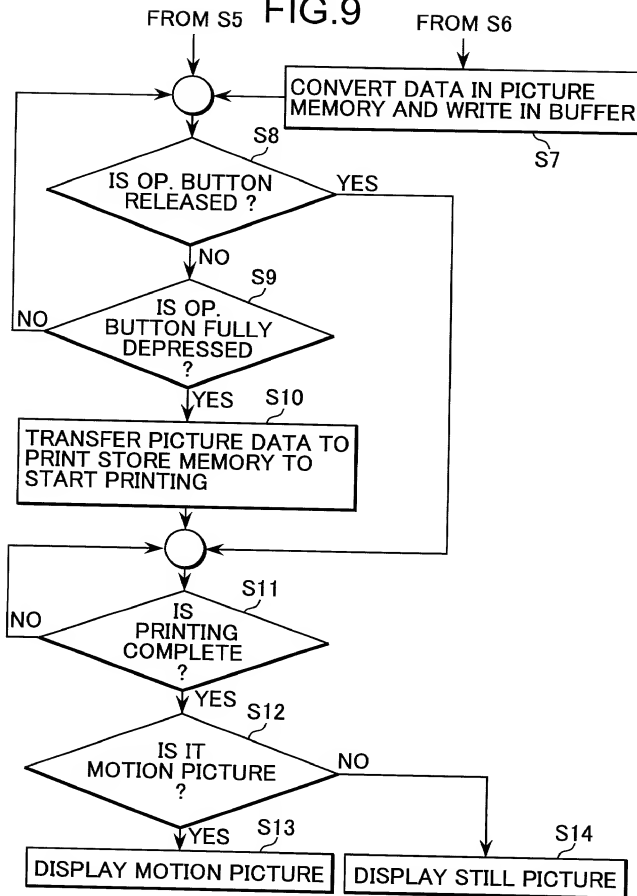 FIG.9
FROM S5
FROM S6
CONVERT DATA IN PICTURE
MEMORY AND WRITE IN BUFFER
S7
S8
IS OP. BUTTON
RELEASED ?
YES
NO
S9
IS OP.
BUTTON FULLY
DEPRESSED
?
NO
YES
S10
TRANSFER PICTURE DATA TO
PRINT STORE MEMORY TO
START PRINTING
S11
IS
PRINTING
COMPLETE
?
NO
YES
S12
IS IT
MOTION PICTURE
?
NO
YES
S13
DISPLAY MOTION PICTURE
S14
DISPLAY STILL PICTURE